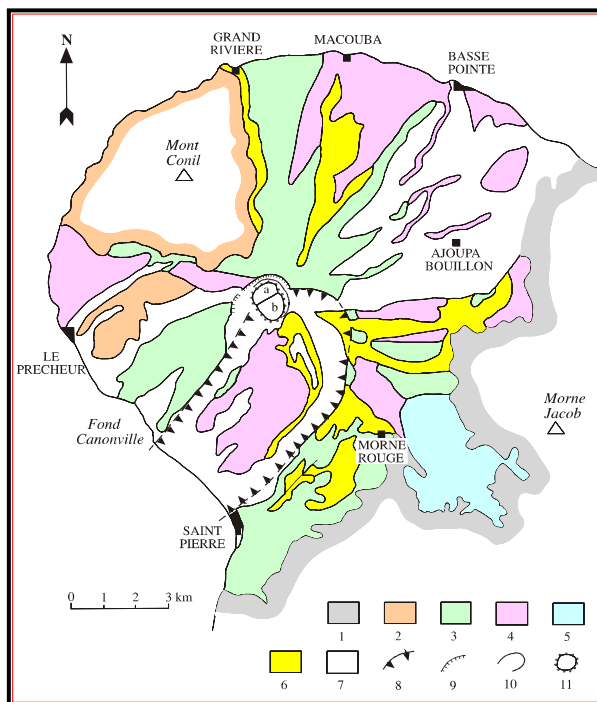 GRAND
RIVIERE
MACOUBA
BASSE
POINTE
N
Mont
Conil
AJOUPA
BOUILLON
a
b
LE
PRECHEUR
Fond
Canonville
MORNE
ROUGE
Morne
Jacob
SAINT
PIERRE
0 1 2 3 km
1 2 3 4 5
6 7 8 9 10 11